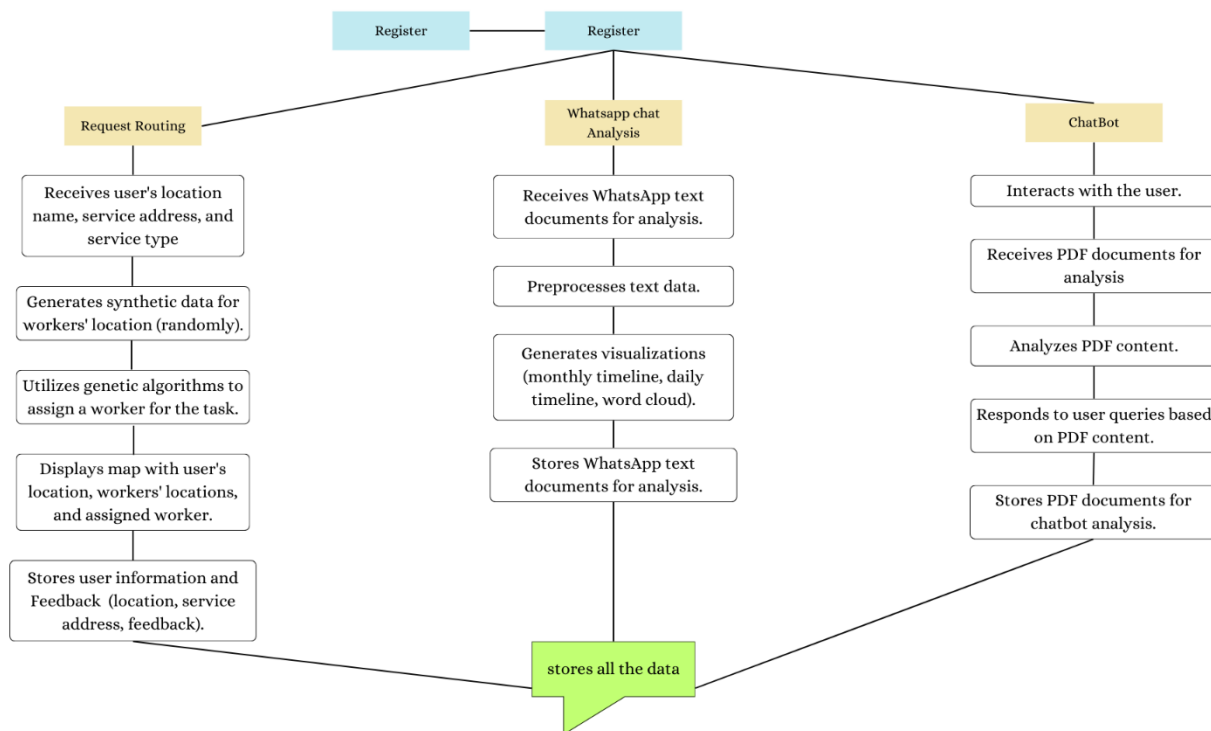 Register
Register
Request Routing
Receives user's location
name, service address, and
service type
Generates synthetic data for
workers' location (randomly).
Utilizes genetic algorithms to
assign a worker for the task.
Displays map with user's
location, workers' locations,
and assigned worker.
Stores user information and
Feedback (location, service
address, feedback).
Whatsapp chat
Analysis
Receives WhatsApp text
documents for analysis.
Preprocesses text data.
Generates visualizations
(monthly timeline, daily
timeline, word cloud).
Stores WhatsApp text
documents for analysis.
ChatBot
Interacts with the user.
Receives PDF documents for
analysis
Analyzes PDF content.
Responds to user queries based
on PDF content.
Stores PDF documents for
chatbot analysis.
stores all the data